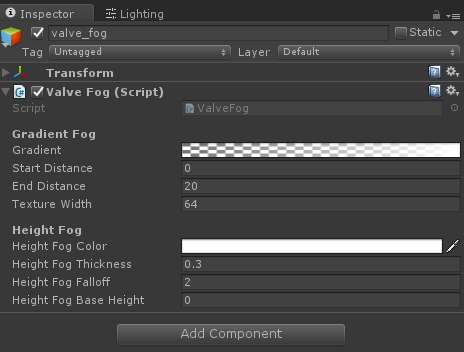 Inspector Lighting
valve_fog Static
Tag Untagged Layer Default
Transform
Valve Fog (Script)
Script ValveFog
Gradient Fog
Gradient
Start Distance 0
End Distance 20
Texture Width 64
Height Fog
Height Fog Color
Height Fog Thickness 0.3
Height Fog Falloff 2
Height Fog Base Height 0
Add Component